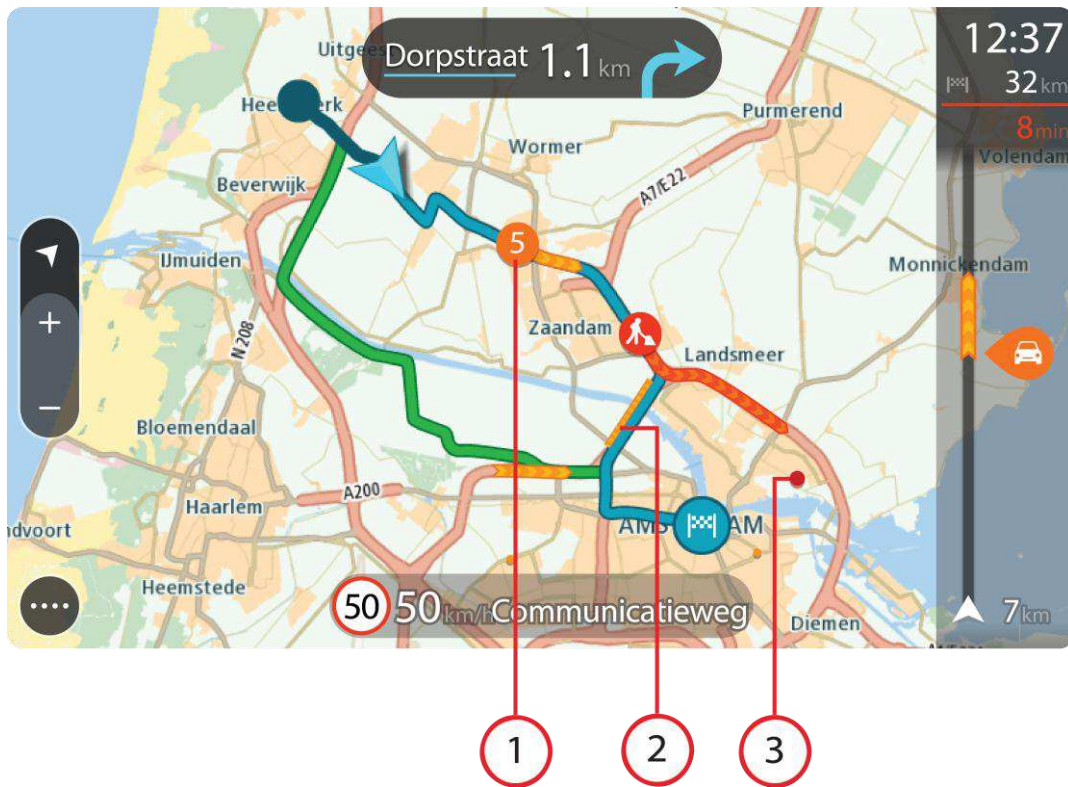 Dorpstraat 1.1 km
12:37
32 km
8 min
Uitgeest
Hee erk
Purmerend
Wormer
Volendam
A7/E22
Beverwijk
5
IJmuiden
Monnickendam
+
Zaandam
N 208
Landsmeer
−
Bloemendaal
A200
Haarlem
ndvoort
AMS AM
Heemstede
50 50 km/h Communicatieweg
7 km
Diemen
1
2
3